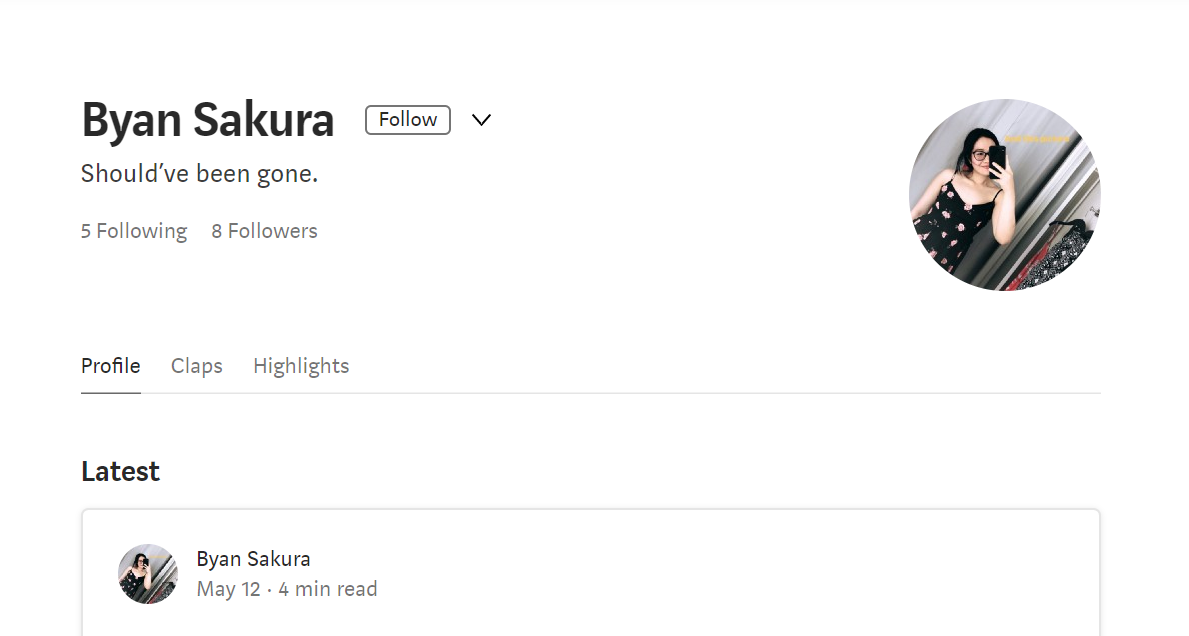 Byan Sakura
Follow
Should’ve been gone.
5 Following 8 Followers
Profile Claps Highlights
Latest
Byan Sakura
May 12 · 4 min read